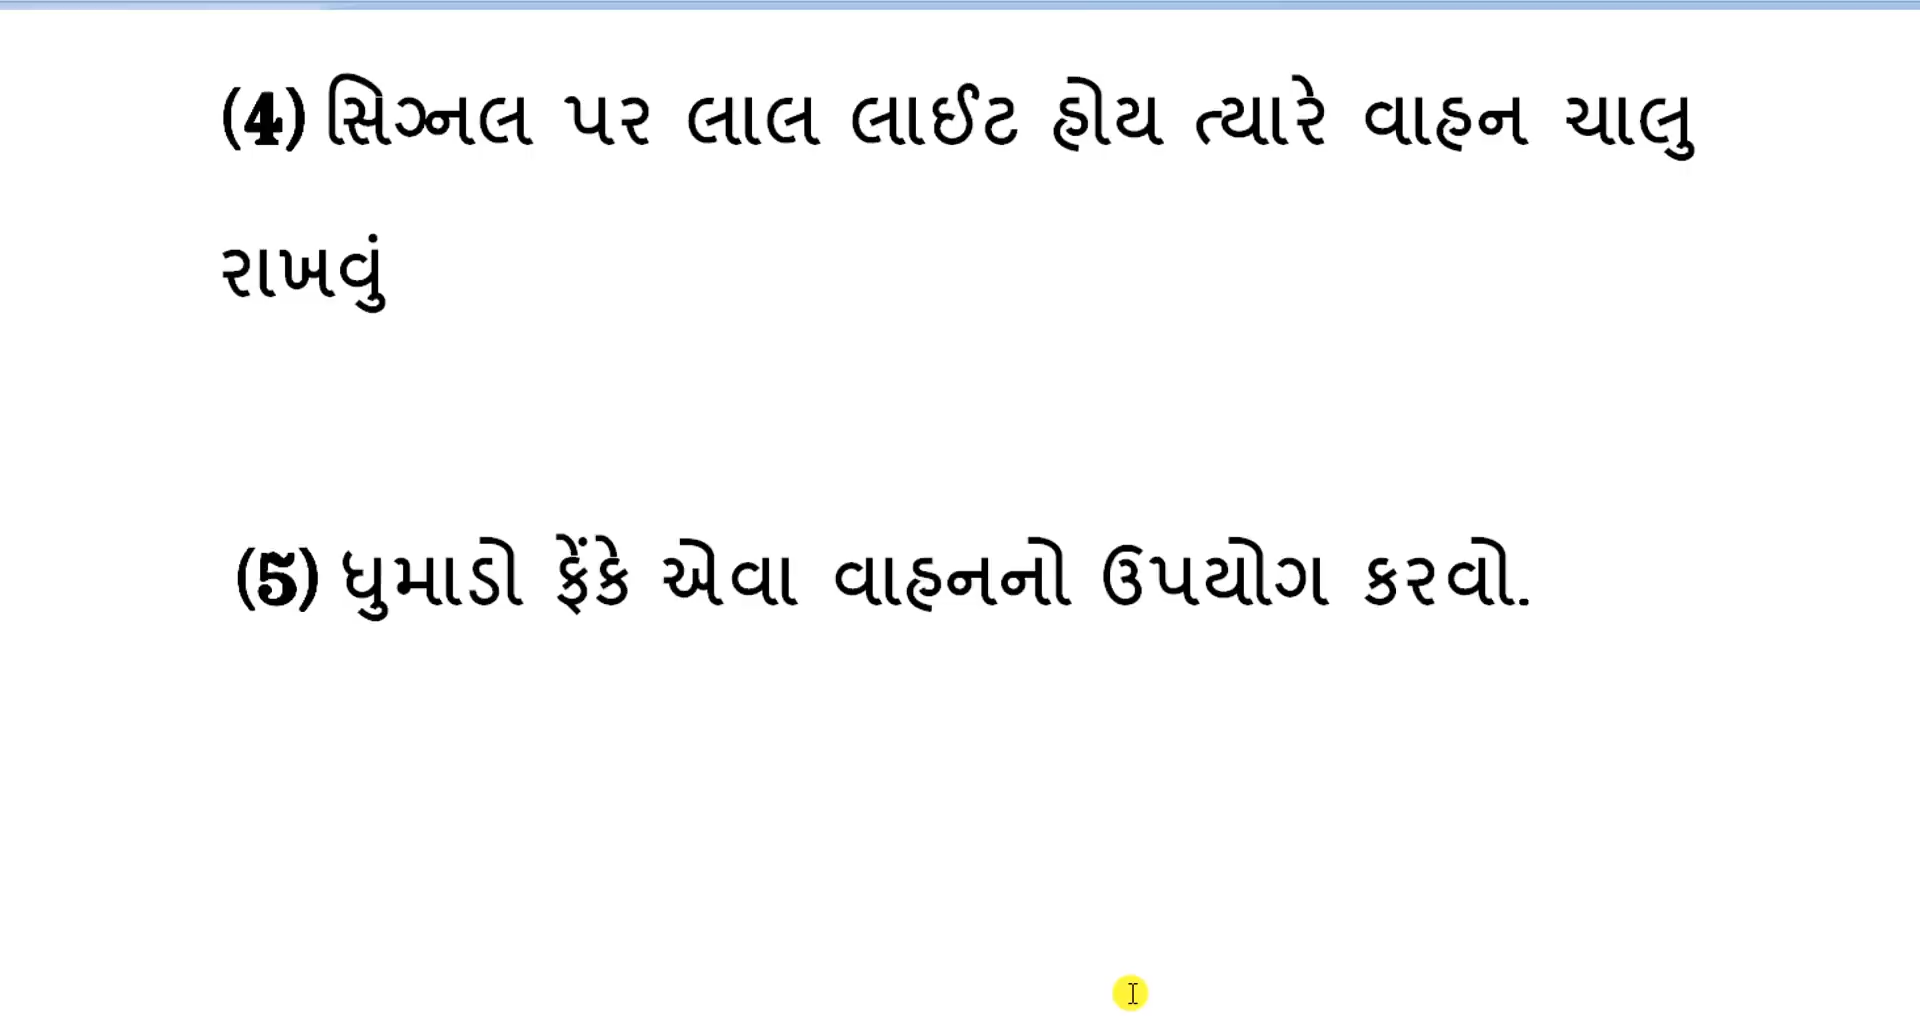 (4) સિગ્નલ પર લાલ લાઈટ હોય ત્યારે વાહન ચાલુ
રાખવું
(5) ધુમાડો ફેંકે એવા વાહનનો ઉપયોગ કરવો.